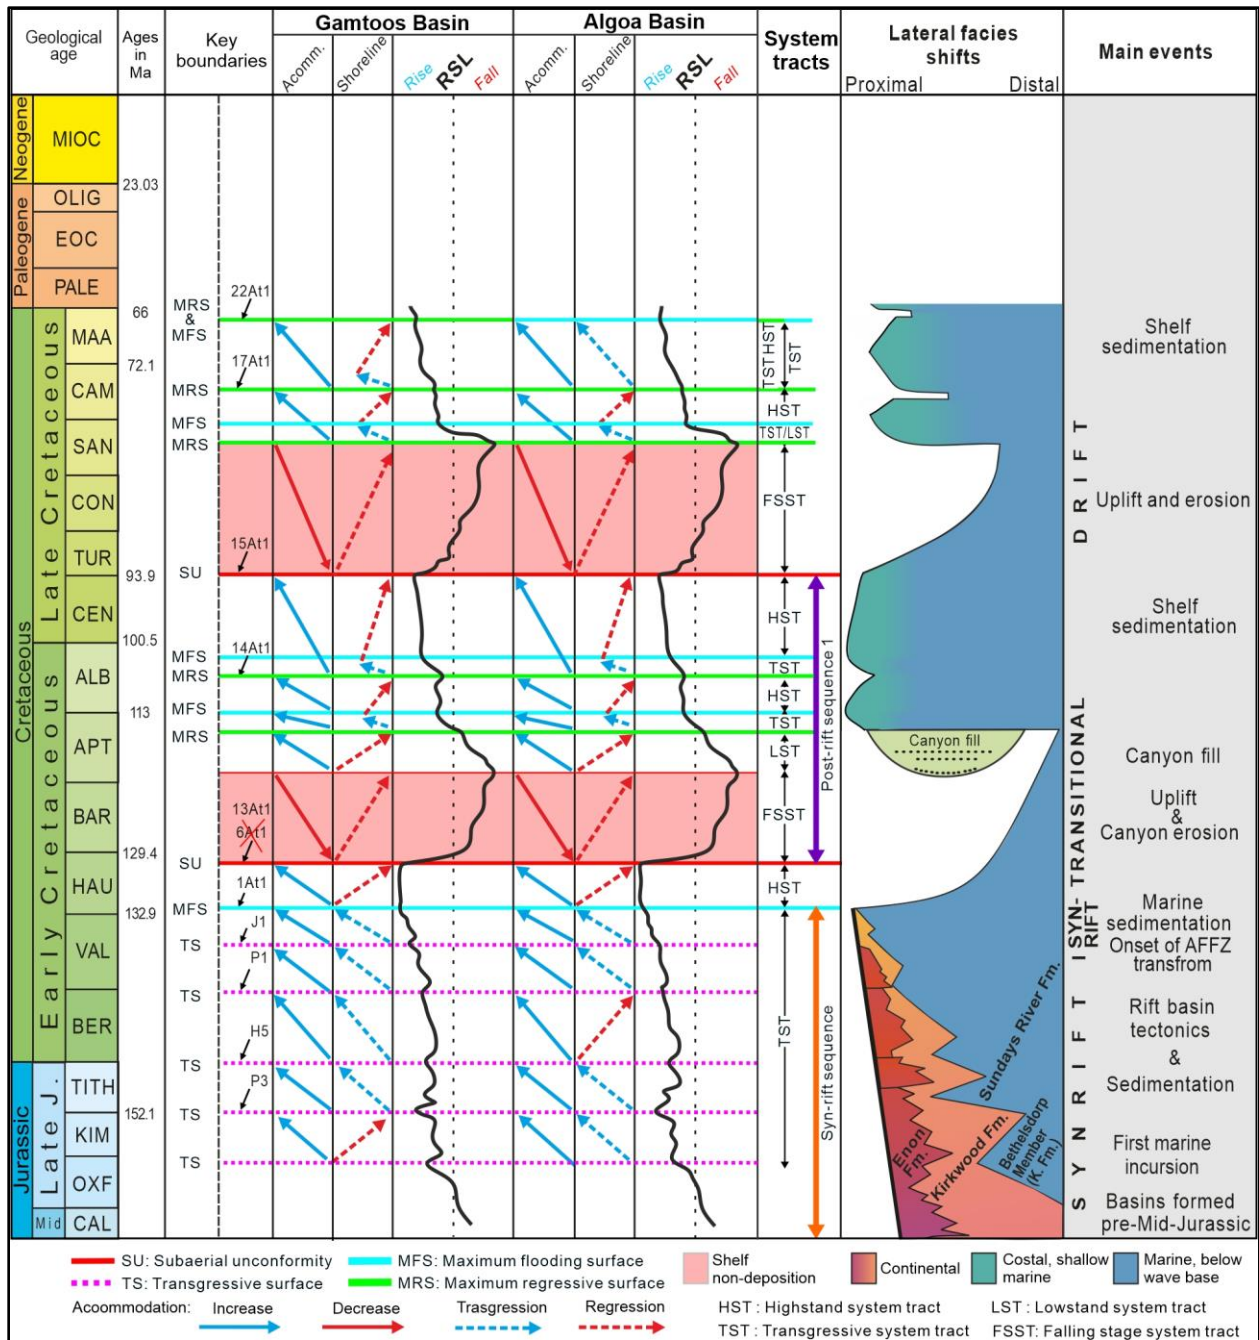 Geological age
Ages in Ma
Key boundaries
Gamtoos Basin
Acomm.
Shoreline
Rise
RSL
Fall
Algoa Basin
Acomm.
Shoreline
Rise
RSL
Fall
System tracts
Lateral facies shifts
Proximal
Distal
Main events
Neogene
Paleogene
Cretaceous
Jurassic
Late Cretaceous
Early Cretaceous
Late J.
Mid
MIOC
OLIG
EOC
PALE
MAA
CAM
SAN
CON
TUR
CEN
ALB
APT
BAR
HAU
VAL
BER
TITH
KIM
OXF
CAL
23.03
66
72.1
93.9
100.5
113
129.4
132.9
152.1
MRS
&
MFS
MRS
MFS
MRS
SU
MFS
MRS
MFS
MRS
SU
MFS
TS
TS
TS
TS
TS
22At1
17At1
15At1
14At1
13At1
6At1
1At1
J1
P1
H5
P3
TST HST
TST
HST
TST/LST
FSST
HST
TST
HST
TST
LST
FSST
HST
TST
Post-rift sequence 1
Syn-rift sequence
Canyon fill
Enon Fm.
Kirkwood Fm.
Bethelsdorp Member (K. Fm.)
Sundays River Fm.
DRIFT
TRANSITIONAL
SYN-RIFT
SYNRIFT
Shelf sedimentation
Uplift and erosion
Shelf sedimentation
Canyon fill
Uplift
&
Canyon erosion
Marine sedimentation
Onset of AFFZ transfrom
Rift basin tectonics
&
Sedimentation
First marine incursion
Basins formed pre-Mid-Jurassic
SU: Subaerial unconformity
MFS: Maximum flooding surface
TS: Transgressive surface
MRS: Maximum regressive surface
Shelf non-deposition
Continental
Costal, shallow marine
Marine, below wave base
Accommodation:
Increase
Decrease
Trasgression
Regression
HST : Highstand system tract
LST : Lowstand system tract
TST : Transgressive system tract
FSST: Falling stage system tract